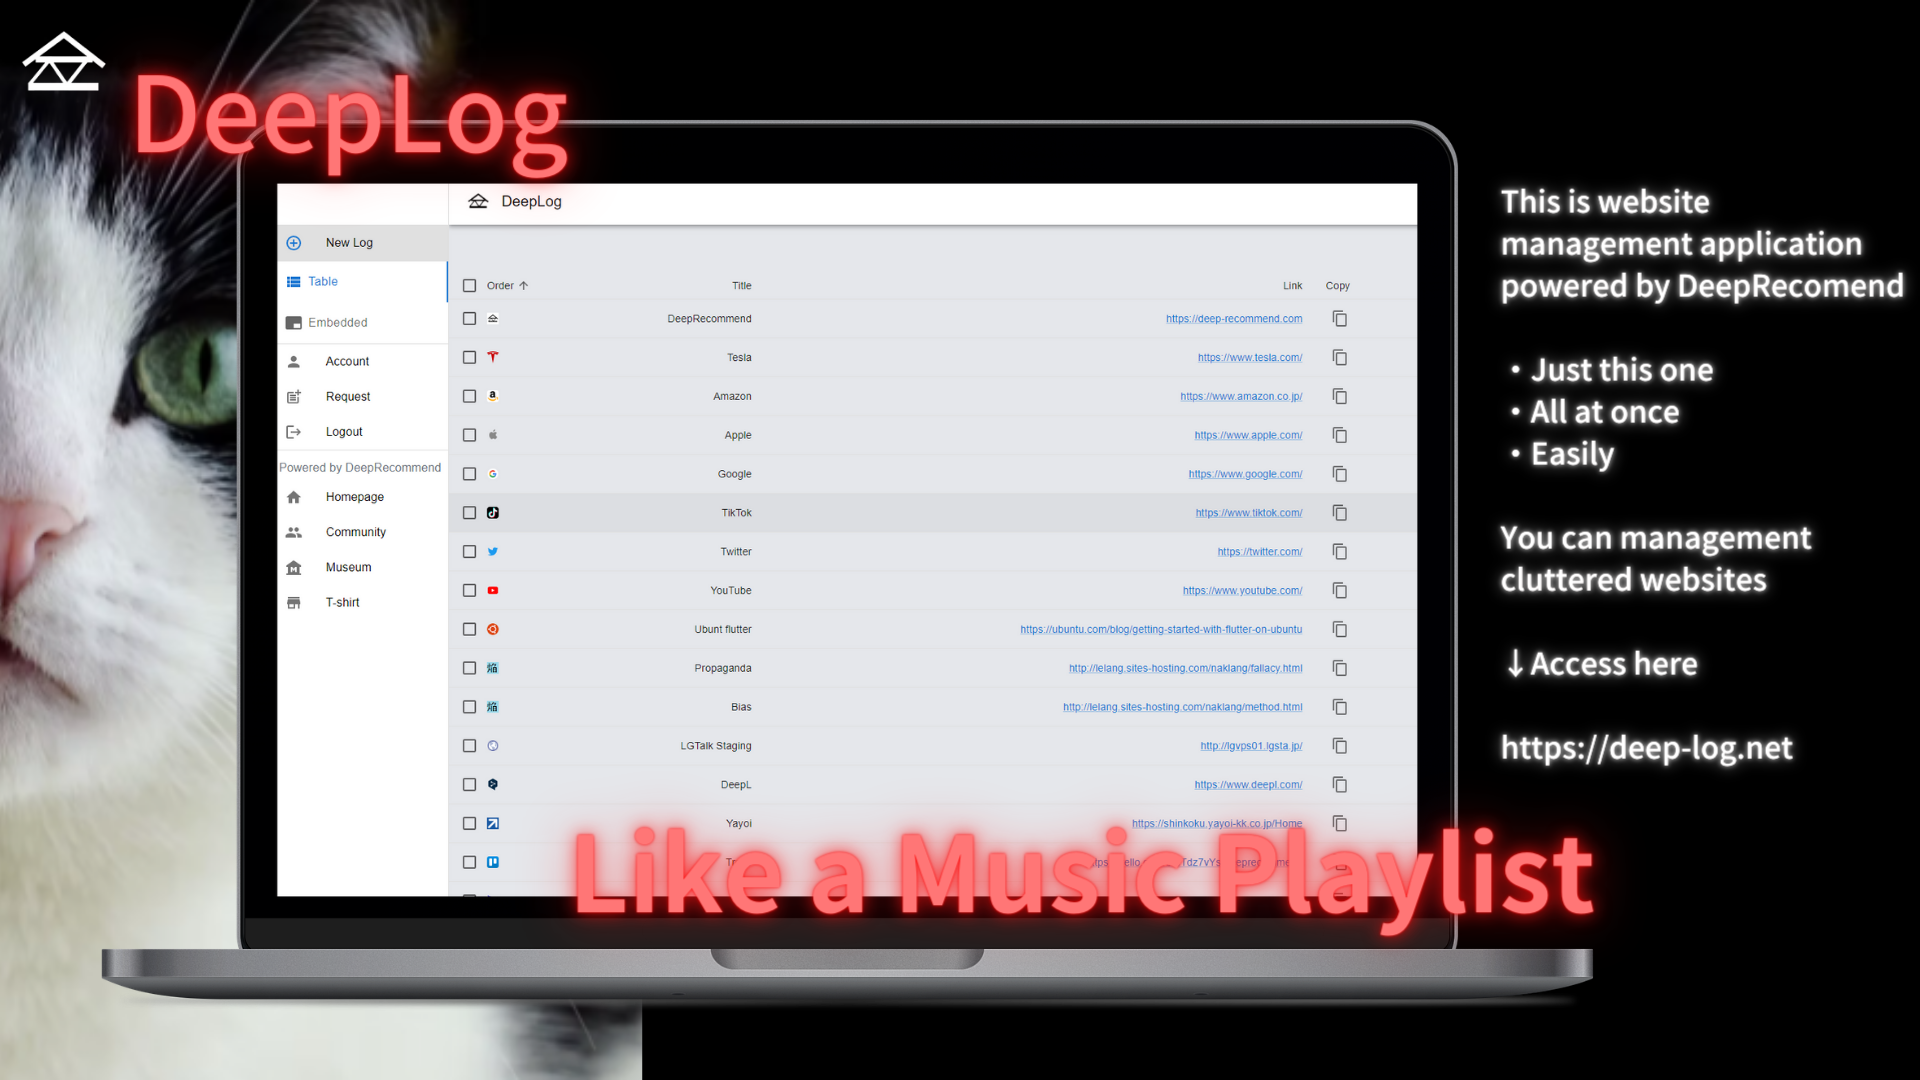 DeepLog
DeepLog
New Log
Table
Embedded
Account
Request
Logout
Powered by DeepRecommend
Homepage
Community
Museum
T-shirt
Order Title Link Copy
DeepRecommend https://deep-recommend.com
Tesla https://www.tesla.com/
Amazon https://www.amazon.co.jp/
Apple https://www.apple.com/
Google https://www.google.com/
TikTok https://www.tiktok.com/
Twitter https://twitter.com/
YouTube https://www.youtube.com/
Ubunt flutter https://ubuntu.com/blog/getting-started-with-flutter-on-ubuntu
Propaganda http://lelang.sites-hosting.com/naklang/fallacy.html
Bias http://lelang.sites-hosting.com/naklang/method.html
LGTalk Staging http://lgvps01.lgsta.jp/
DeepL https://www.deepl.com/
Yayoi https://shinkoku.yayoi-kk.co.jp/Home
Like a Music Playlist
This is website
management application
powered by DeepRecomend
・Just this one
・All at once
・Easily
You can management
cluttered websites
↓Access here
https://deep-log.net